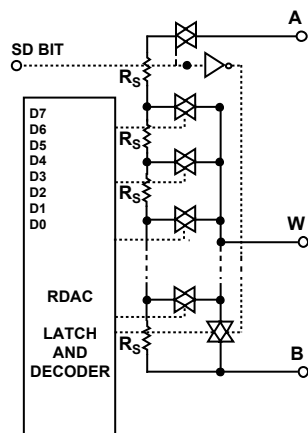 A
SD BIT
RS
D7
D6
RS
D5
D4
D3
RS
D2
D1
D0
W
RDAC
LATCH
AND
DECODER
RS
B